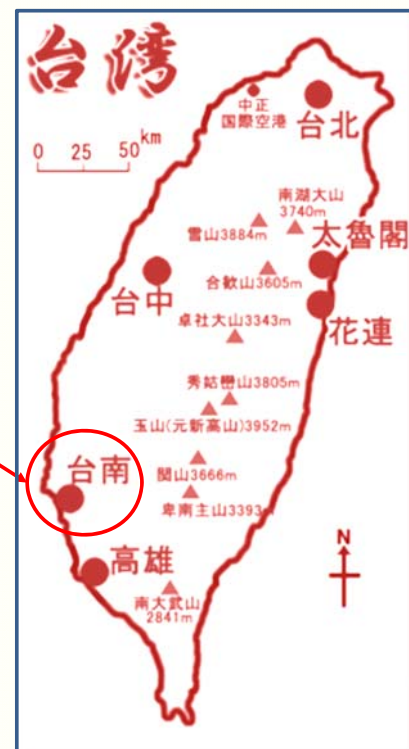 台湾
km
0 25 50
中正
国際空港
台北
南湖大山
3740m
雪山3884m
太魯閣
合歓山3605m
台中
花連
卓社大山3343m
秀姑巒山3805m
玉山(元新高山)3952m
台南
関山3666m
卑南主山3393m
高雄
N
南大武山
2841m